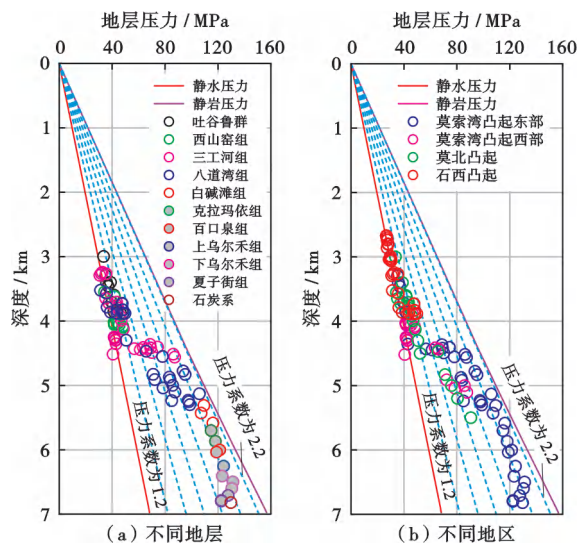 地层压力 / MPa
0 40 80 120 160
0
1
2
3
4
5
6
7
深度 / km
静水压力
静岩压力
吐谷鲁群
西山窑组
三工河组
八道湾组
白碱滩组
克拉玛依组
百口泉组
上乌尔禾组
下乌尔禾组
夏子街组
石炭系
压力系数为1.2
压力系数为2.2
(a) 不同地层
地层压力 / MPa
0 40 80 120 160
0
1
2
3
4
5
6
7
深度 / km
静水压力
静岩压力
莫索湾凸起东部
莫索湾凸起西部
莫北凸起
石西凸起
压力系数为1.2
压力系数为2.2
(b) 不同地区